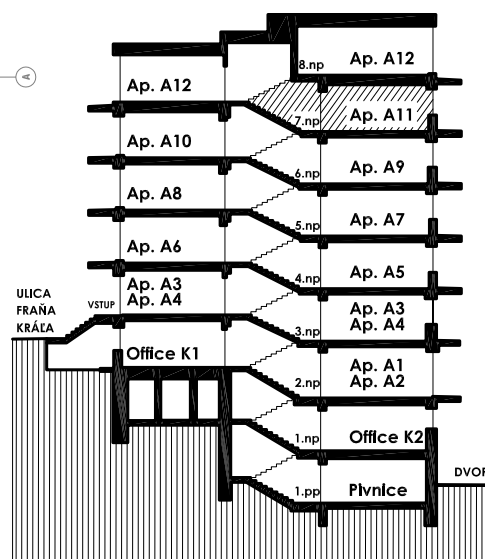 8.np
Ap. A12
A
Ap. A12
7.np
Ap. A11
Ap. A10
6.np
Ap. A9
Ap. A8
5.np
Ap. A7
Ap. A6
4.np
Ap. A5
ULICA
FRAŇA
KRÁĽA
VSTUP
Ap. A3
Ap. A4
3.np
Ap. A3
Ap. A4
Office K1
2.np
Ap. A1
Ap. A2
1.np
Office K2
1.pp
Pivnice
DVOR